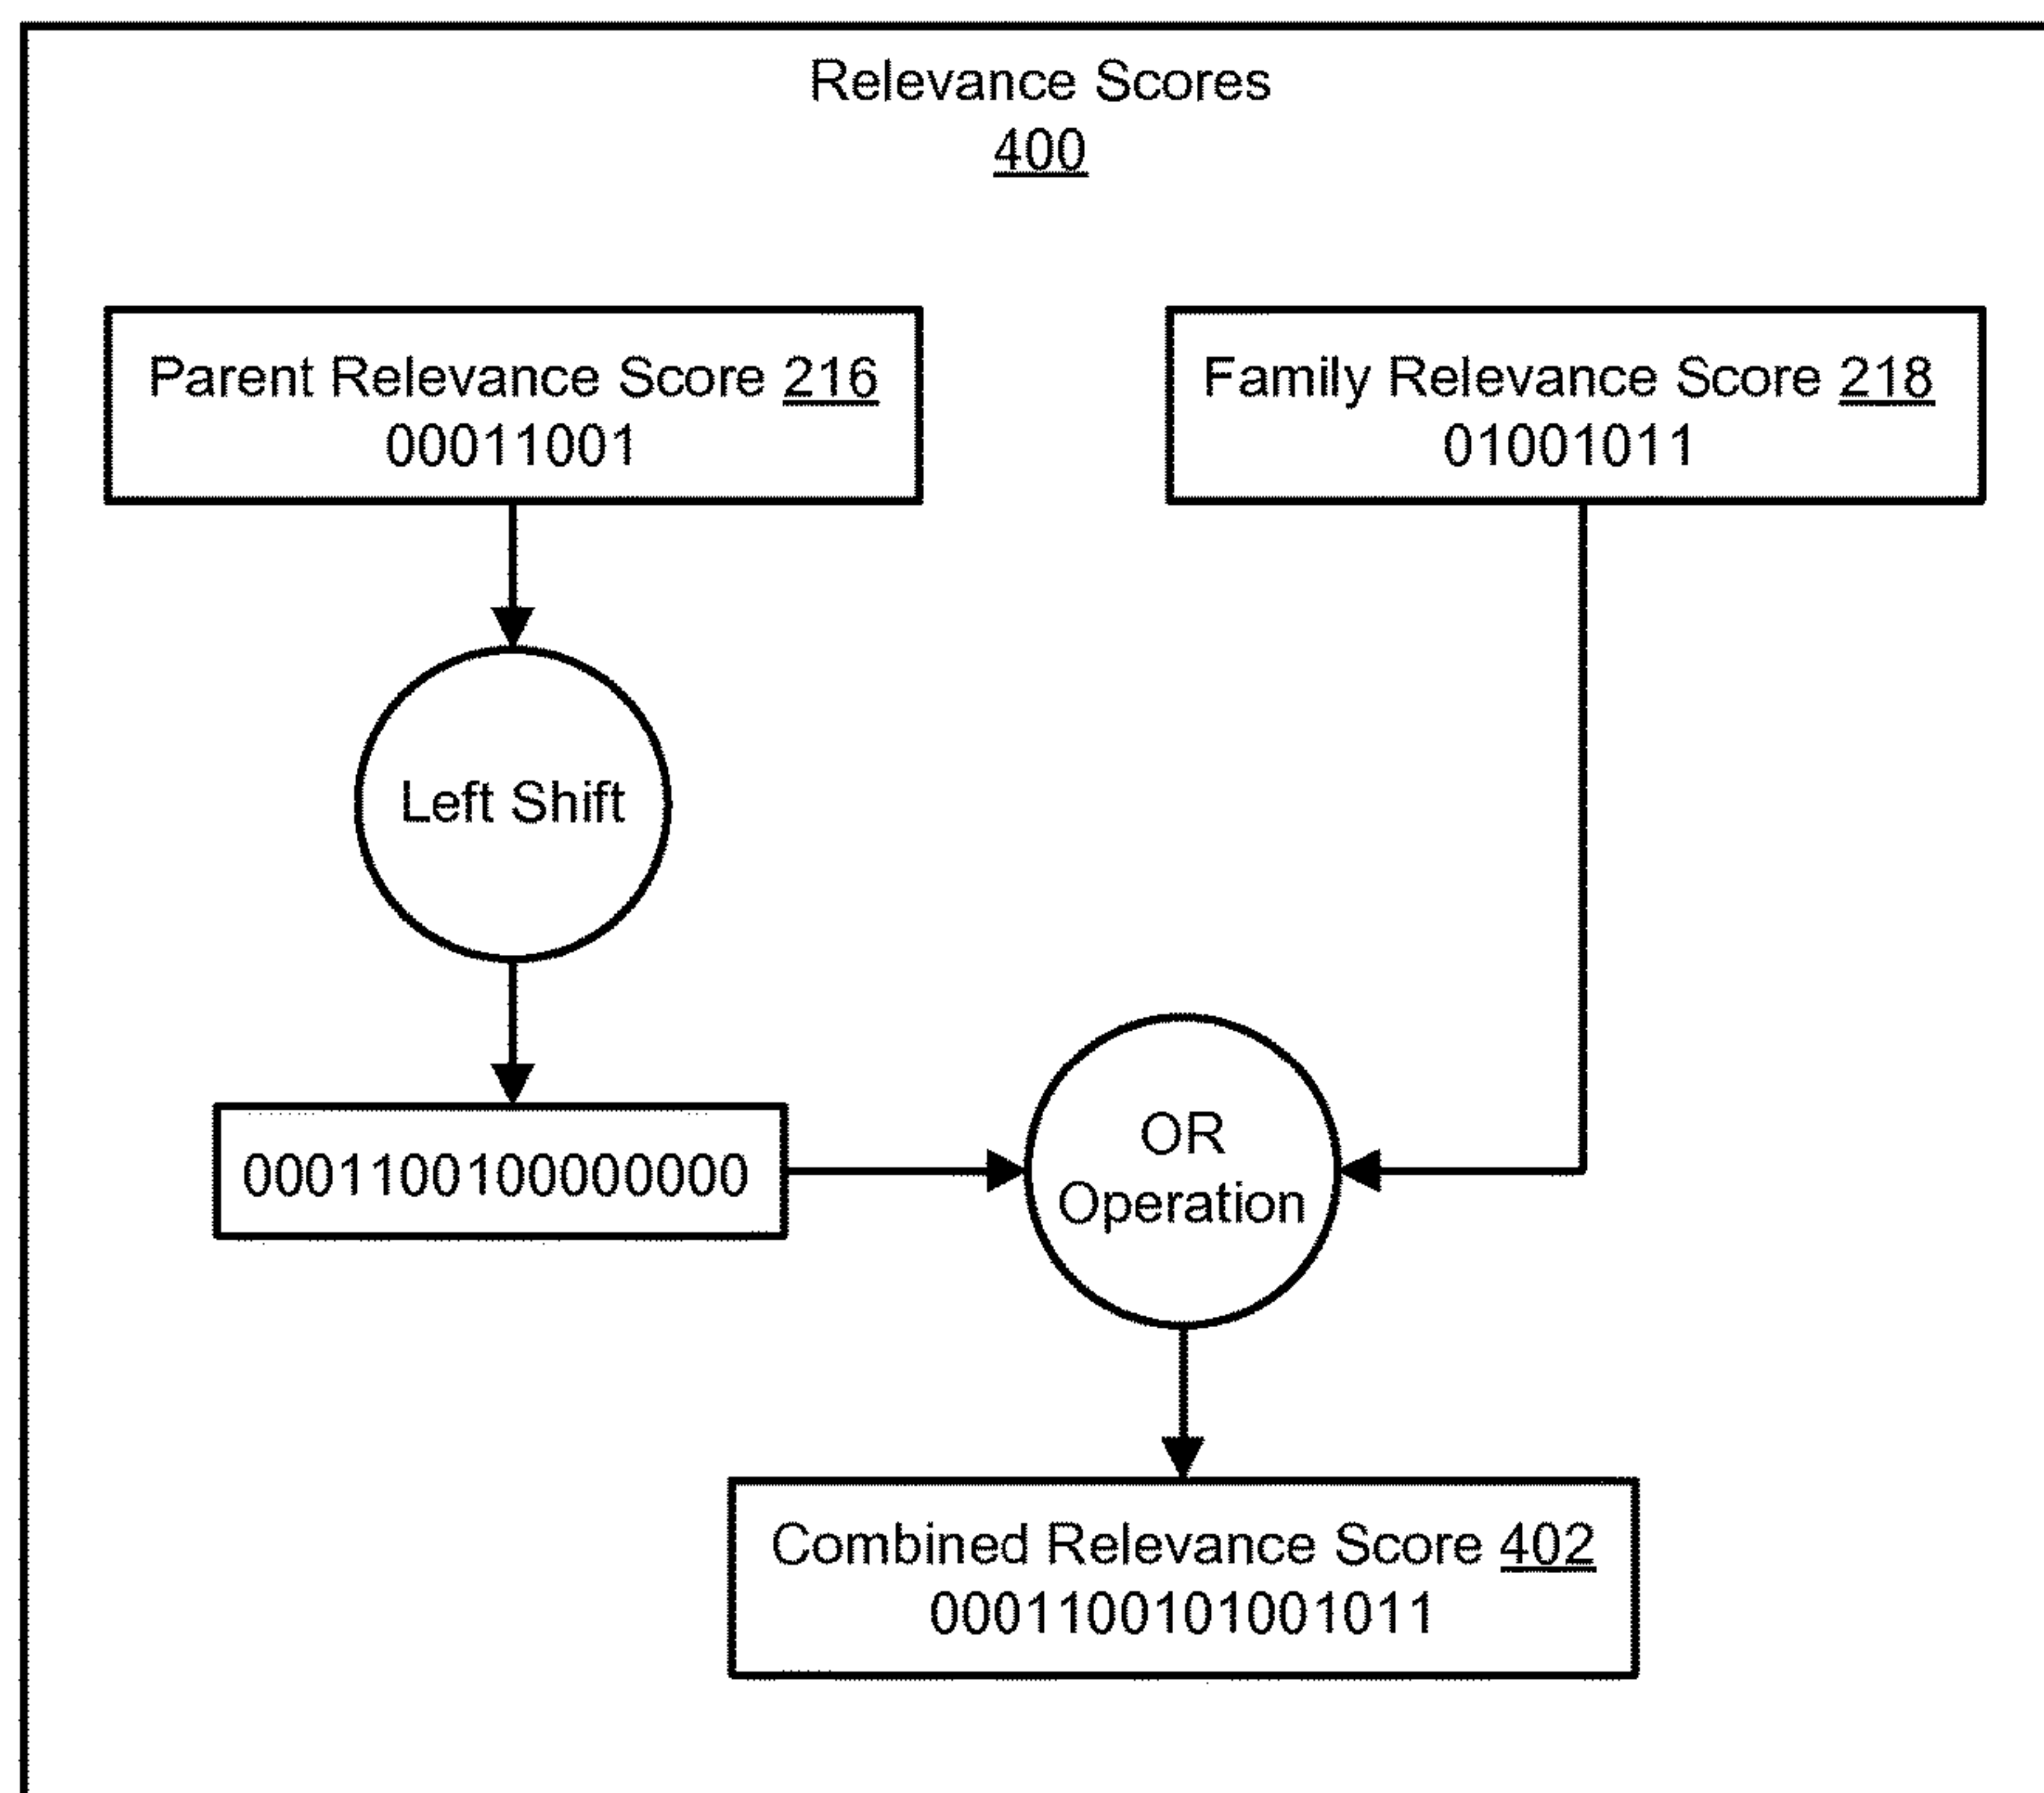 Relevance Scores
400
Parent Relevance Score 216
00011001
Family Relevance Score 218
01001011
Left Shift
0001100100000000
OR
Operation
Combined Relevance Score 402
0001100101001011